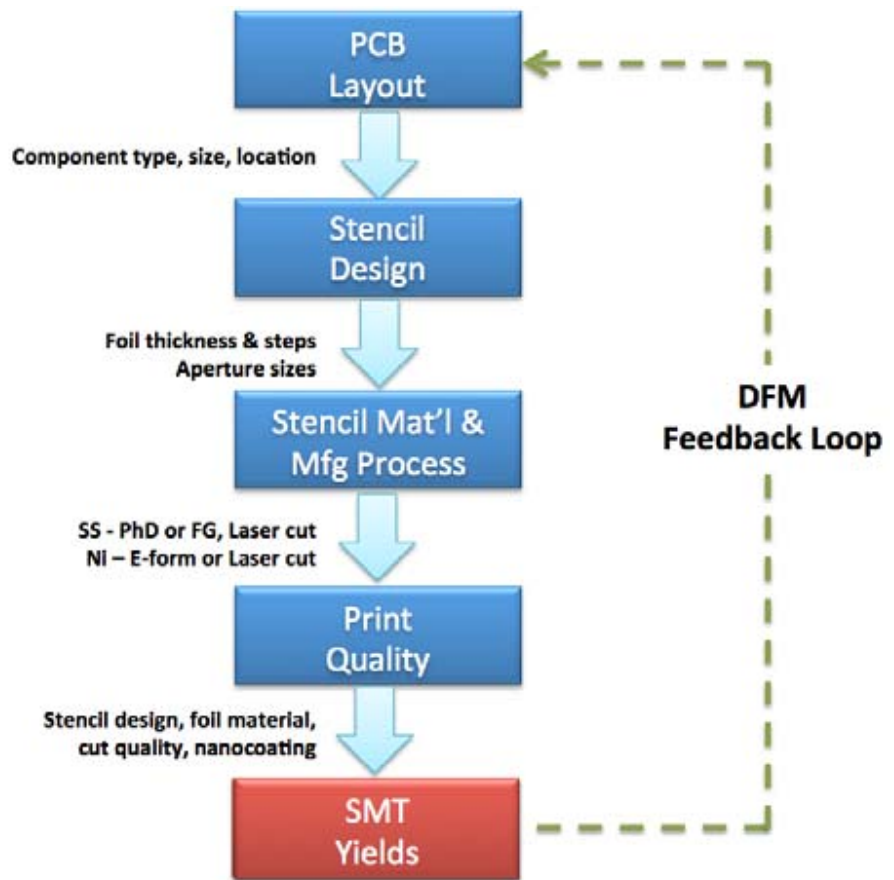 PCB
Layout
Component type, size, location
Stencil
Design
Foil thickness & steps
Aperture sizes
Stencil Mat'l &
Mfg Process
DFM
Feedback Loop
SS - PhD or FG, Laser cut
Ni – E-form or Laser cut
Print
Quality
Stencil design, foil material,
cut quality, nanocoating
SMT
Yields